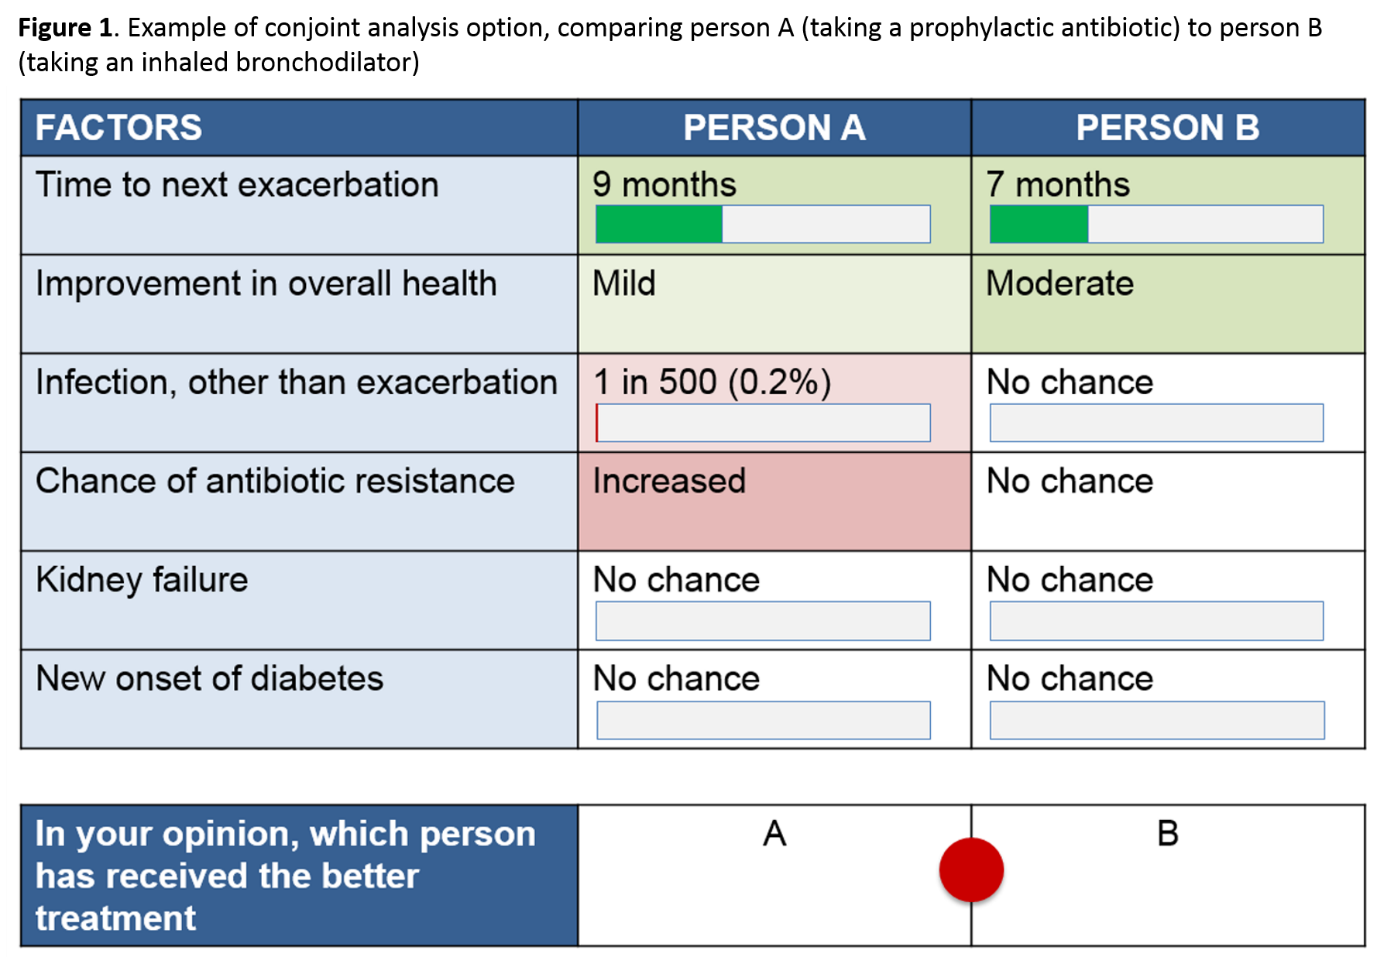 Figure 1. Example of conjoint analysis option, comparing person A (taking a prophylactic antibiotic) to person B
(taking an inhaled bronchodilator)
FACTORS PERSON A PERSON B
Time to next exacerbation 9 months 7 months
Improvement in overall health Mild Moderate
Infection, other than exacerbation 1 in 500 (0.2%) No chance
Chance of antibiotic resistance Increased No chance
Kidney failure No chance No chance
New onset of diabetes No chance No chance
In your opinion, which person
has received the better
treatment
A B